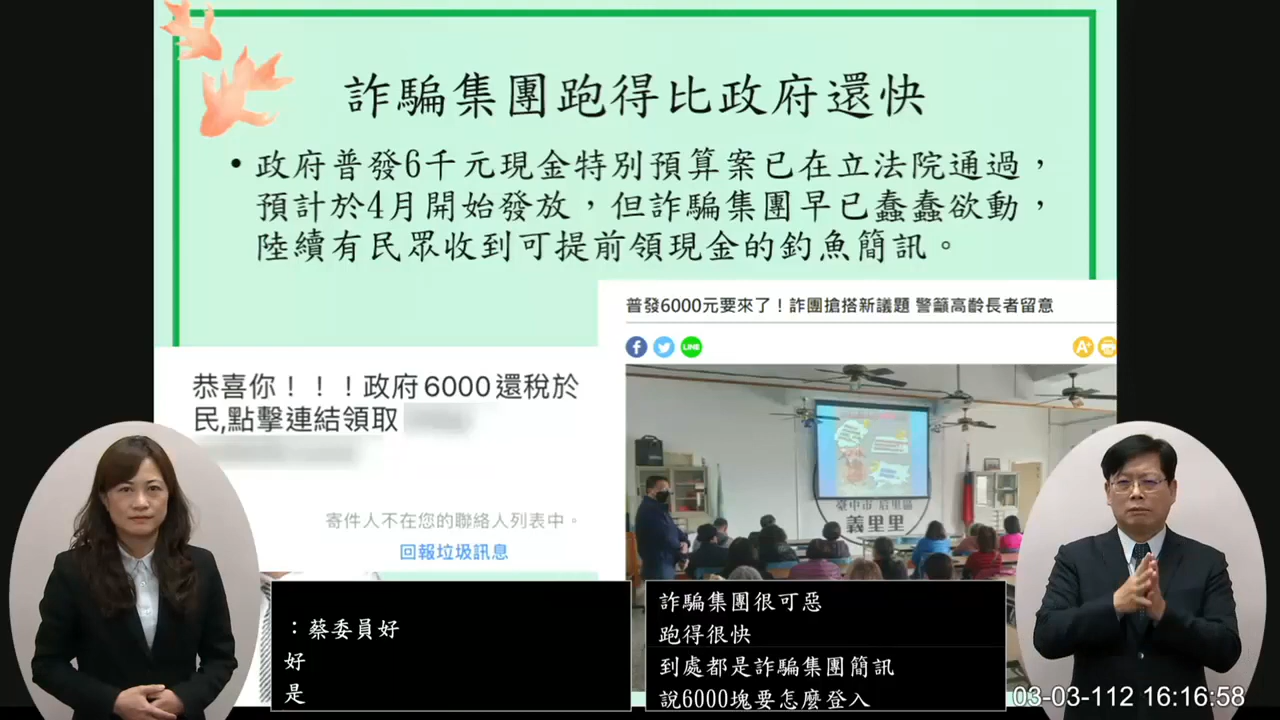 詐騙集團跑得比政府還快
• 政府普發6千元現金特別預算案已在立法院通過，
預計於4月開始發放，但詐騙集團早已蠢蠢欲動，
陸續有民眾收到可提前領現金的釣魚簡訊。
恭喜你！！！政府6000還稅於
民,點擊連結領取
寄件人不在您的聯絡人列表中。
回報垃圾訊息
普發6000元要來了！詐團搶搭新議題 警籲高齡長者留意
LINE
A+
臺中市后里區
義里里
：蔡委員好
好
是
詐騙集團很可惡
跑得很快
到處都是詐騙集團簡訊
說6000塊要怎麼登入
03-03-112 16:16:58